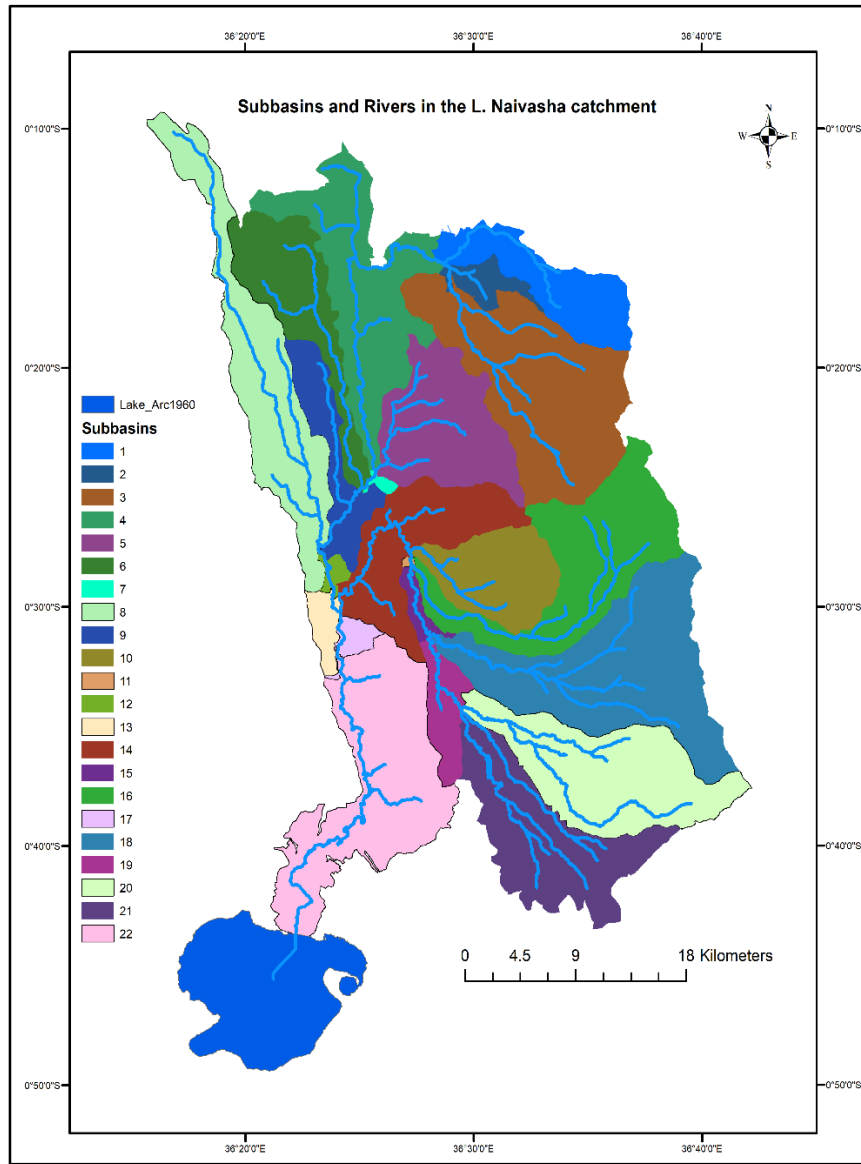 36°20'0"E 36°30'0"E 36°40'0"E
Subbasins and Rivers in the L. Naivasha catchment
N
W E
S
0°10'0"S 0°10'0"S
0°20'0"S 0°20'0"S
Lake_Arc1960
Subbasins
1
2
3
4
5
6
7
8
9
10
11
12
13
14
15
16
17
18
19
20
21
22
0°30'0"S 0°30'0"S
0°40'0"S 0°40'0"S
0 4.5 9 18 Kilometers
0°50'0"S 0°50'0"S
36°20'0"E 36°30'0"E 36°40'0"E